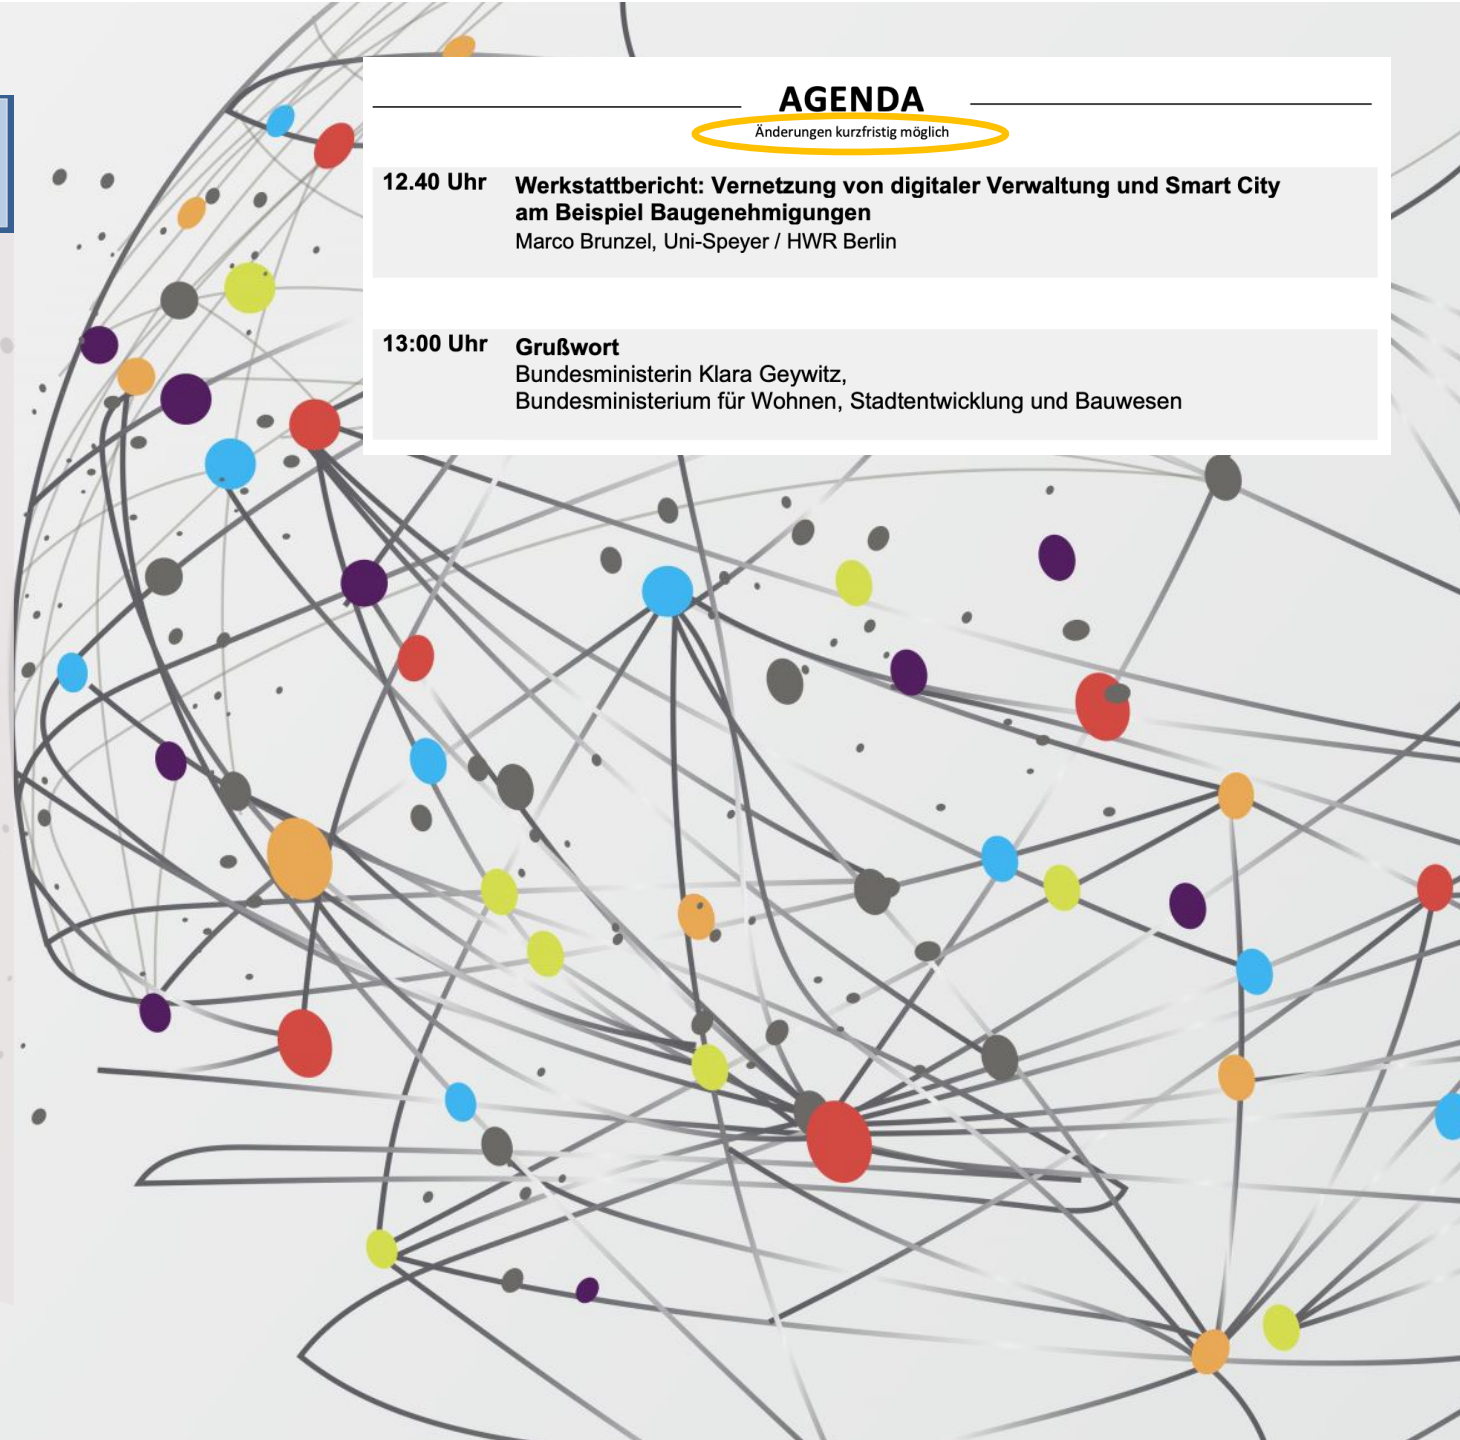 AGENDA
Änderungen kurzfristig möglich
12.40 Uhr Werkstattbericht: Vernetzung von digitaler Verwaltung und Smart City
am Beispiel Baugenehmigungen
Marco Brunzel, Uni-Speyer / HWR Berlin
13:00 Uhr Grußwort
Bundesministerin Klara Geywitz,
Bundesministerium für Wohnen, Stadtentwicklung und Bauwesen